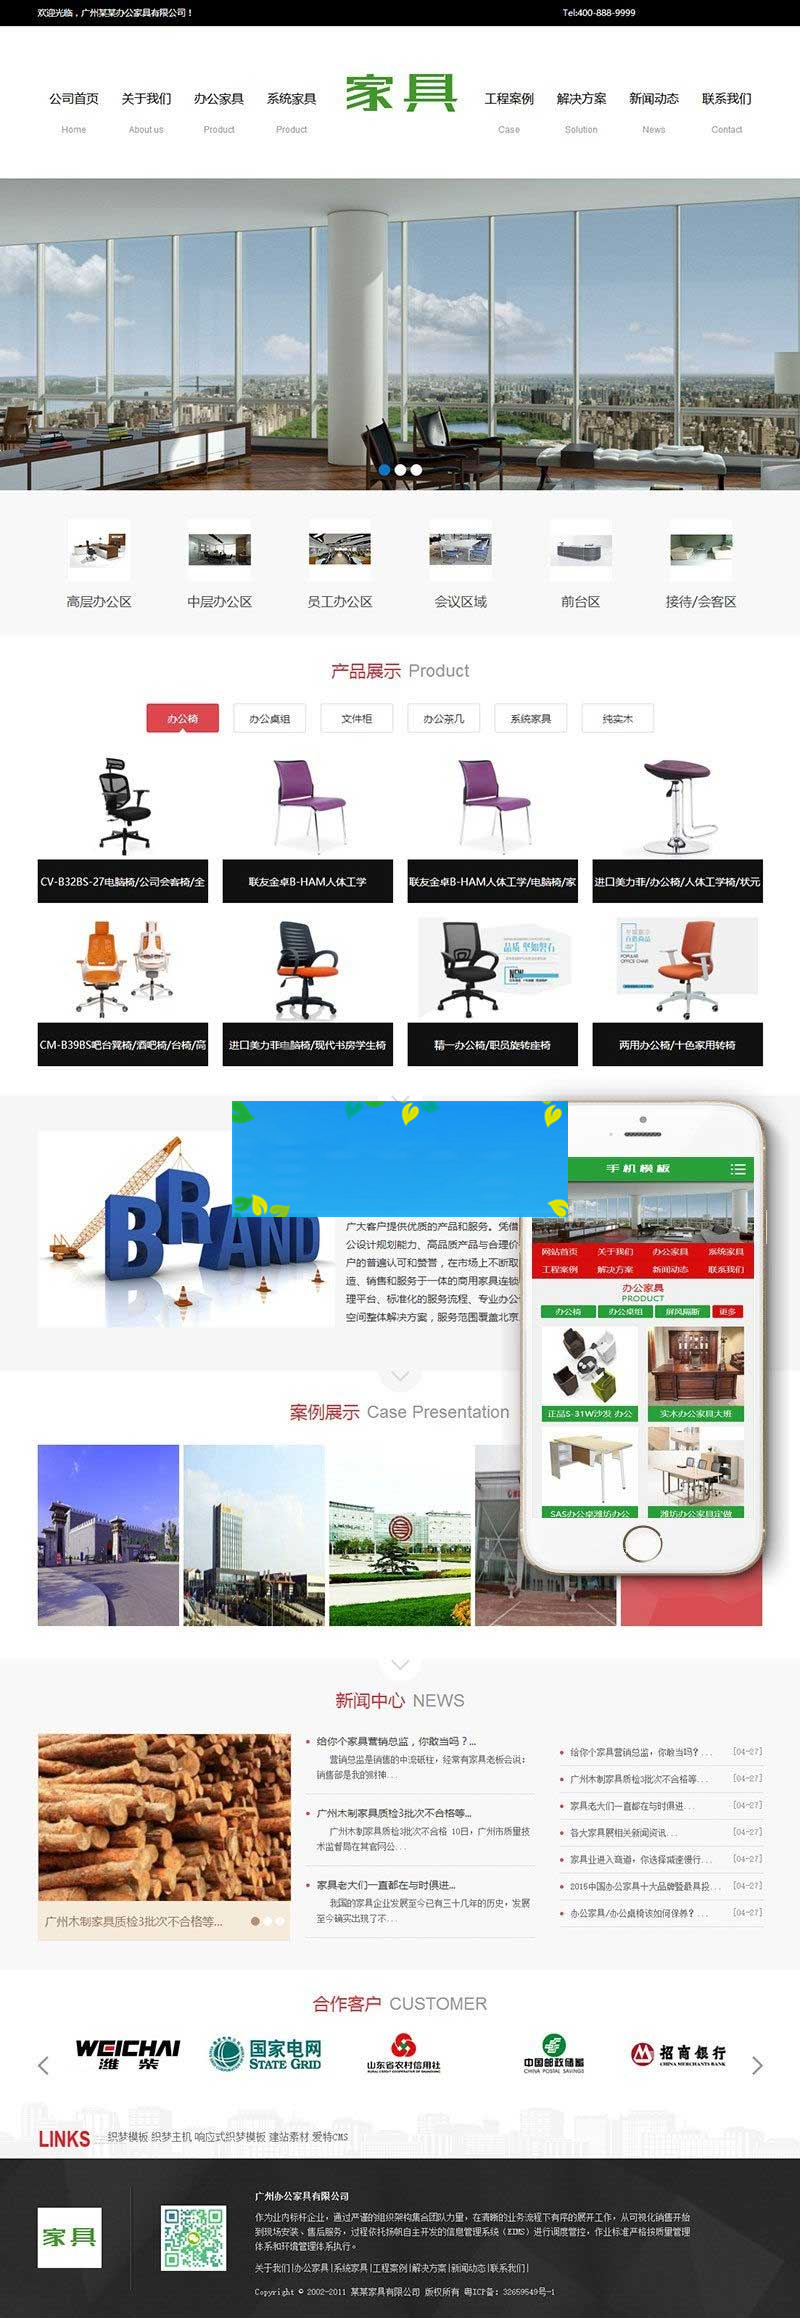 欢迎光临，广州某某办公家具有限公司！
Tel:400-888-9999
公司首页 关于我们 办公家具 系统家具 家具 工程案例 解决方案 新闻动态 联系我们
Home About us Product Product Case Solution News Contact
高层办公区 中层办公区 员工办公区 会议区域 前台区 接待/会客区
产品展示 Product
办公椅 办公桌组 文件柜 办公茶几 系统家具 纯实木
CV-B32BS-27电脑椅/公司会客椅/全 联友金卓B-HAM人体工学 联友金卓B-HAM人体工学/电脑椅/家 进口美力菲/办公椅/人体工学椅/状元
品质 坚如磐石
NEW
百搭商品
POPULAR
OFFICE CHAIR
CM-B39BS吧台凳椅/酒吧椅/台椅/高 进口美力菲电脑椅/现代书房学生椅 精一办公椅/职员旋转座椅 两用办公椅/十色家用转椅
BRAND
广大客户提供优质的产品和服务。凭借
公设计规划能力、高品质产品与合理价
户的普遍认可和赞誉，在市场上不断取
造、销售和服务于一体的商用家具连锁
理平台、标准化的服务流程、专业办公
空间整体解决方案，服务范围覆盖北京
手机模板
网站首页 关于我们 办公家具 系统家具
工程案例 解决方案 新闻动态 联系我们
办公家具
PRODUCT
办公椅 办公桌组 屏风隔断 更多
正品S-31W沙发 办公 实木办公家具大班
SAS办公桌潍坊办公 潍坊办公家具定做
案例展示 Case Presentation
新闻中心 NEWS
广州木制家具质检3批次不合格等...
给你个家具营销总监，你敢当吗？...
营销总监是销售的中流砥柱，经常有家具老板会说：
销售部是我的财神...
广州木制家具质检3批次不合格等...
广州木制家具质检3批次不合格 10日，广州市质量技
术监督局在其官网公...
家具老大们一直都在与时俱进...
我国的家具企业发展至今已有三十几年的历史，发展
至今确实出现了不...
给你个家具营销总监，你敢当吗？... [04-27]
广州木制家具质检3批次不合格等... [04-27]
家具老大们一直都在与时俱进... [04-27]
各大家具展相关新闻资讯... [04-27]
家具业进入商道，你选择减速慢行... [04-27]
2015中国办公家具十大品牌暨最具投... [04-27]
办公家具/办公桌椅该如何保养？... [04-27]
合作客户 CUSTOMER
WEICHAI
潍柴
国家电网
STATE GRID
山东省农村信用社
中国邮政储蓄
CHINA POSTAL SAVINGS
招商银行
CHINA MERCHANTS BANK
LINKS 织梦模板 织梦主机 响应式织梦模板 建站素材 爱特CMS
家具
广州办公家具有限公司
作为业内标杆企业，通过严谨的组织架构集合团队力量，在清晰的业务流程下有序的展开工作，从可视化销售开始
到现场安装、售后服务，过程依托扬帆自主开发的信息管理系统（EIMS）进行调度管控，作业标准严格按质量管理
体系和环境管理体系执行。
关于我们|办公家具|系统家具|工程案例|解决方案|新闻动态|联系我们|
Copyright © 2002-2011 某某家具有限公司 版权所有 粤ICP备：32659549号-1